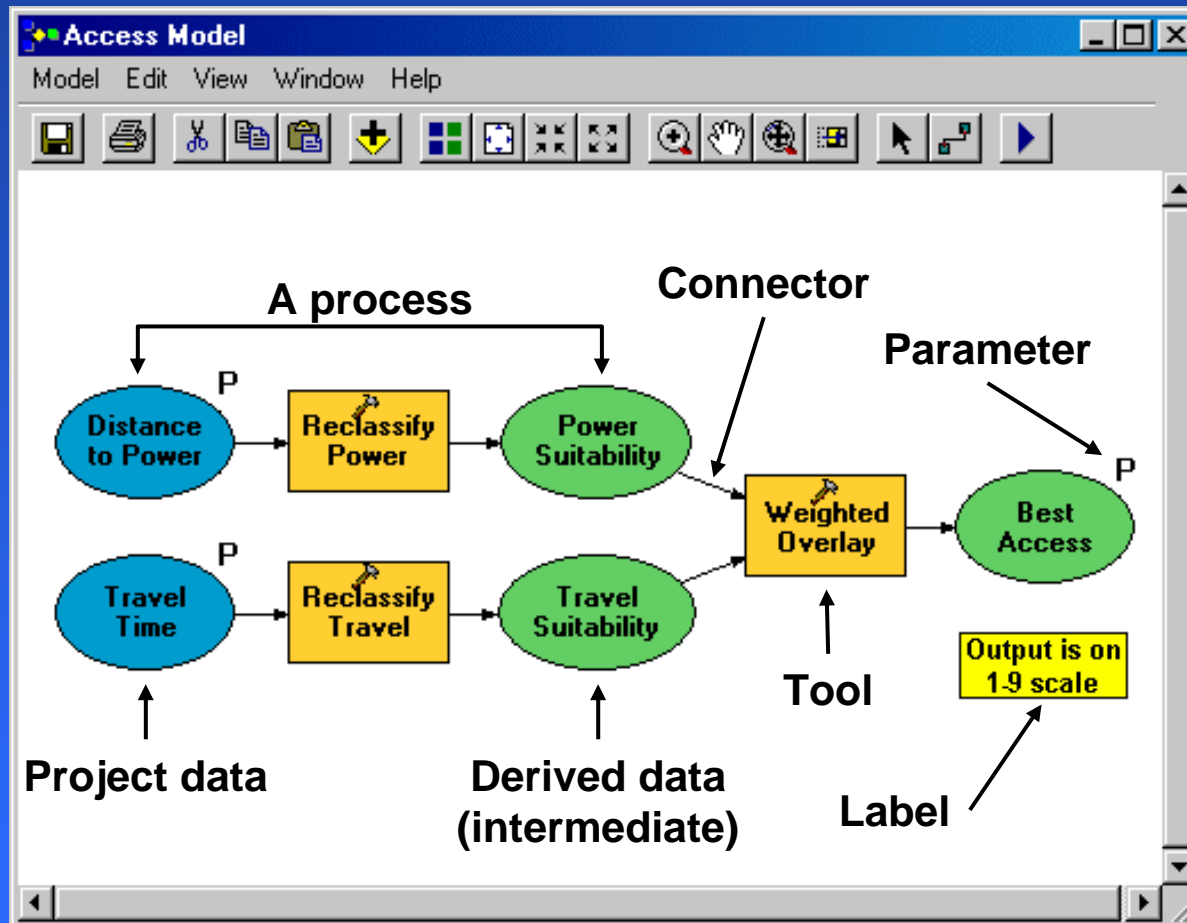 Access Model
Model Edit View Window Help
A process
Connector
Parameter
P
Distance
to Power
Reclassify
Power
Power
Suitability
P
Weighted
Overlay
Best
Access
P
Travel
Time
Reclassify
Travel
Travel
Suitability
Output is on
1-9 scale
Tool
Project data
Derived data
(intermediate)
Label